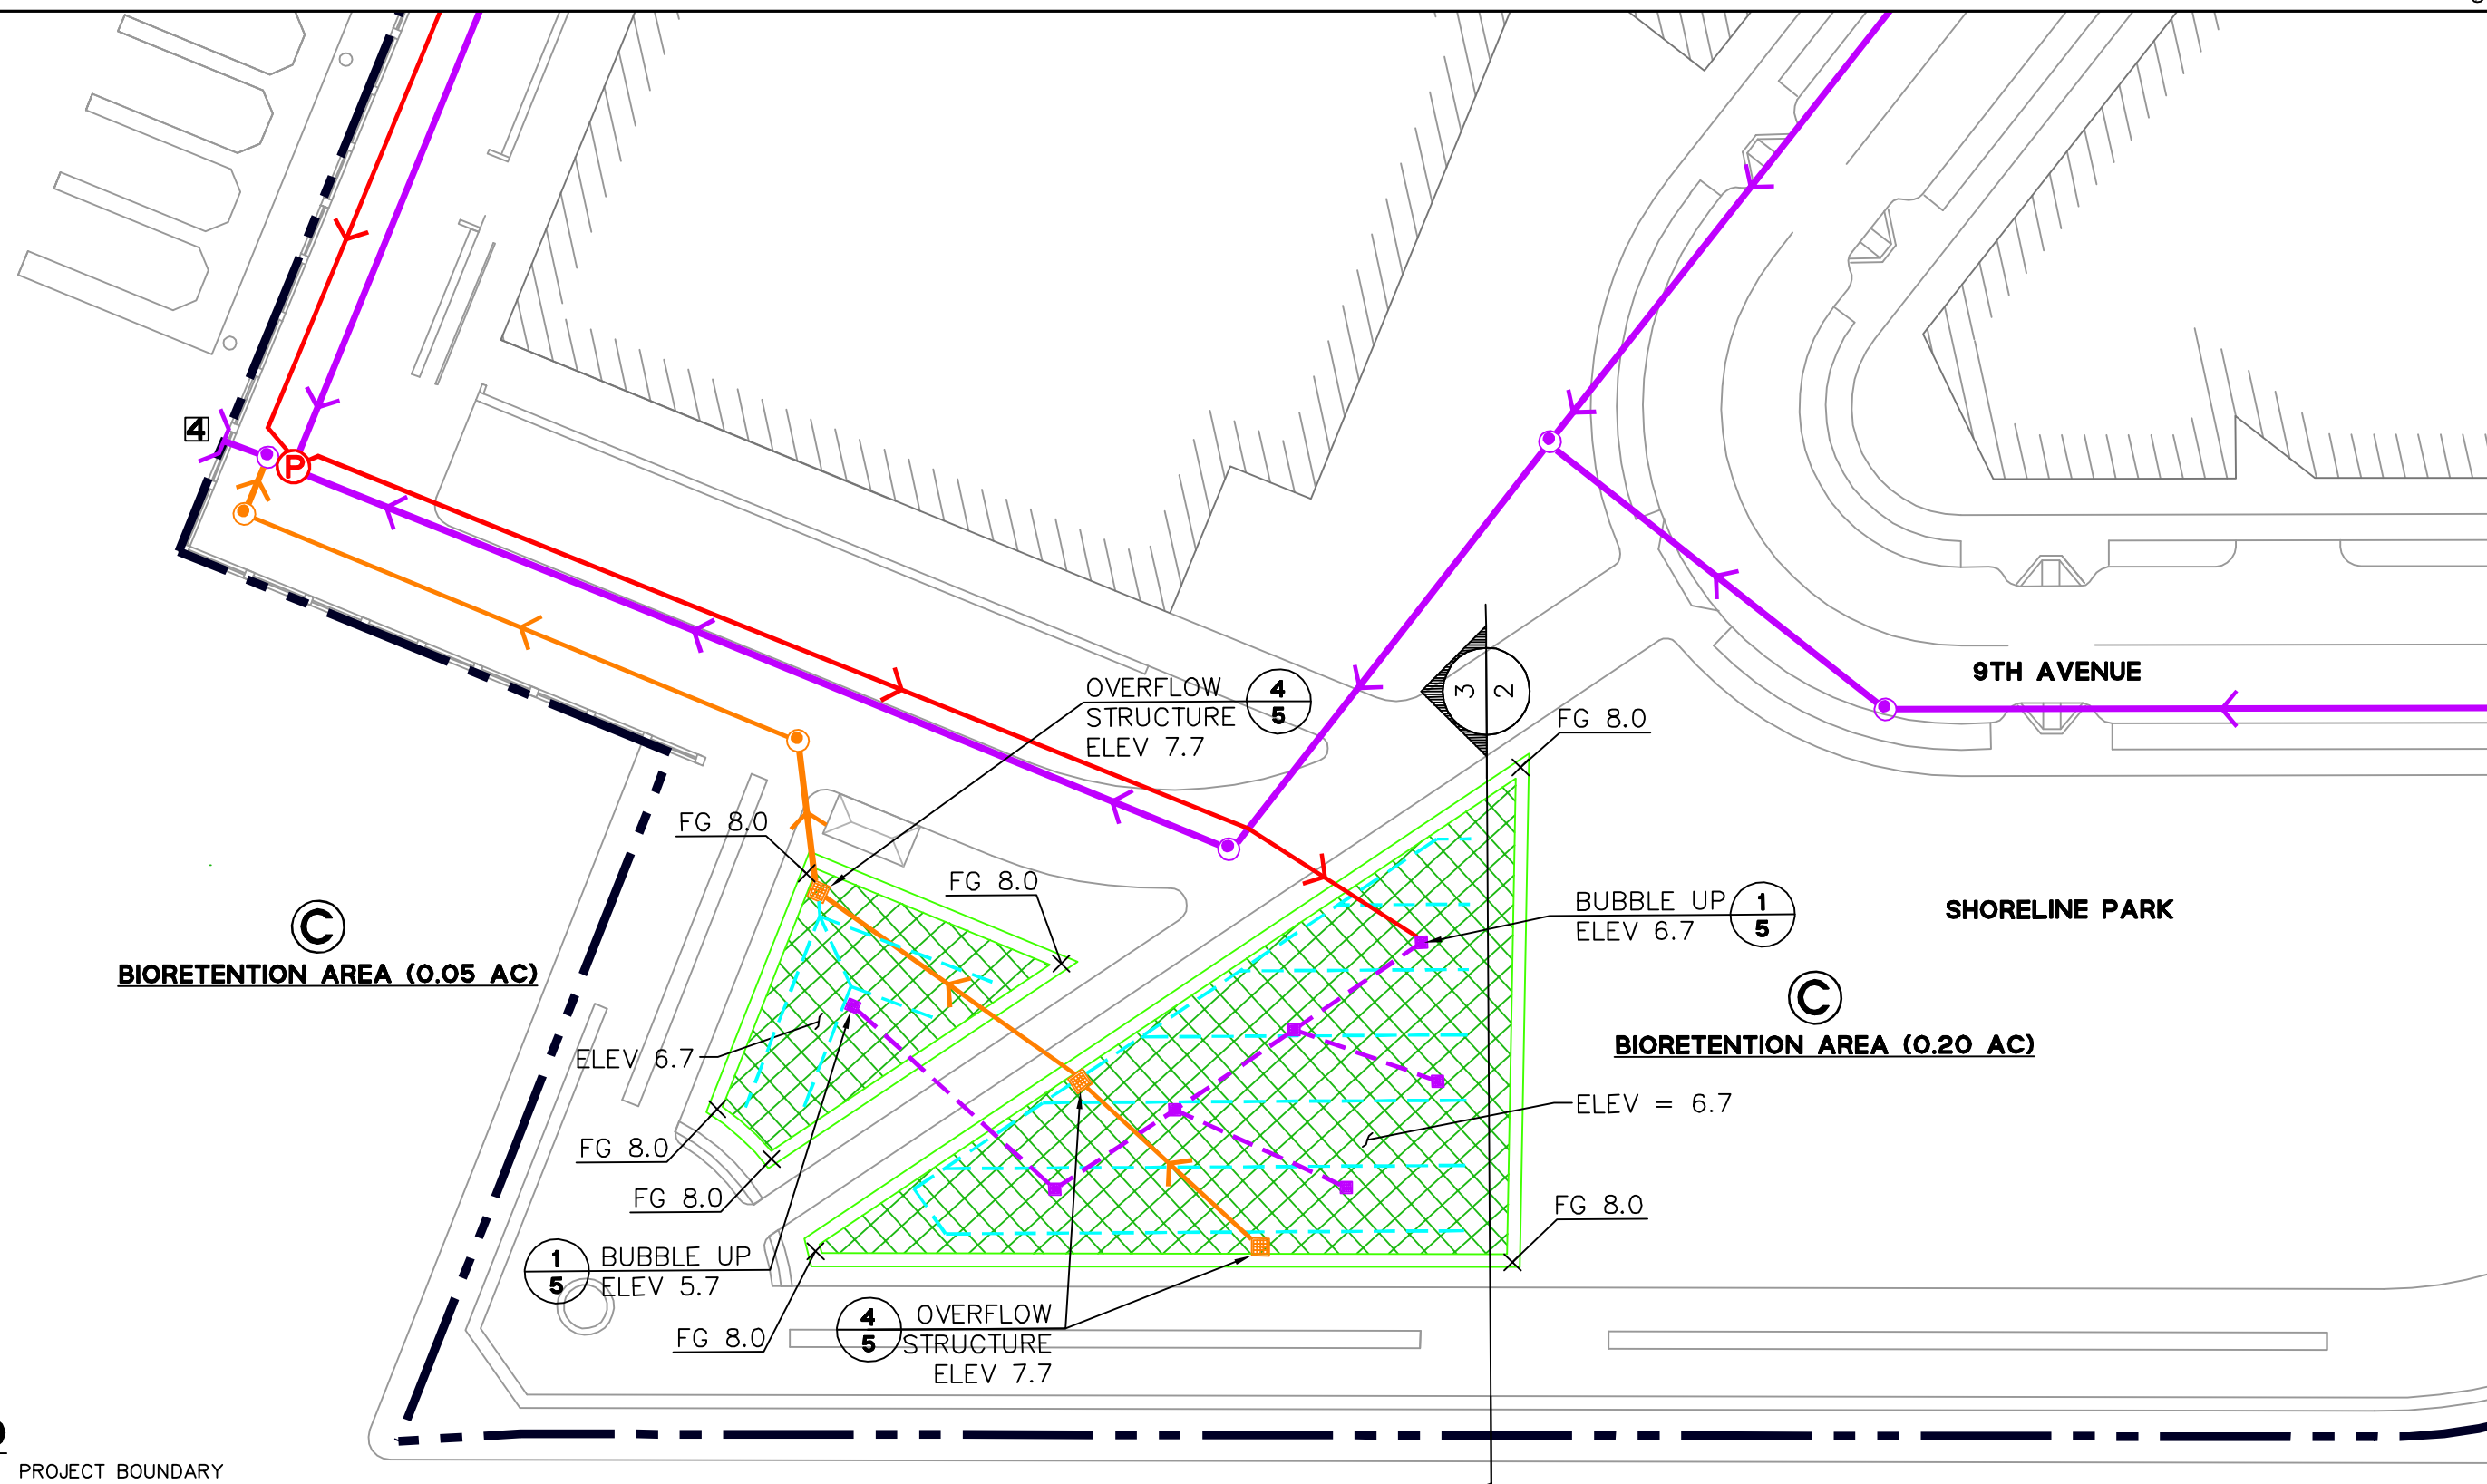 4
P
9TH AVENUE
OVERFLOW
STRUCTURE
ELEV 7.7
4
5
3
2
FG 8.0
FG 8.0
FG 8.0
BUBBLE UP
ELEV 6.7
1
5
SHORELINE PARK
C
BIORETENTION AREA (0.05 AC)
C
BIORETENTION AREA (0.20 AC)
ELEV 6.7
ELEV = 6.7
FG 8.0
FG 8.0
FG 8.0
1
5
BUBBLE UP
ELEV 5.7
FG 8.0
4
5
OVERFLOW
STRUCTURE
ELEV 7.7
PROJECT BOUNDARY